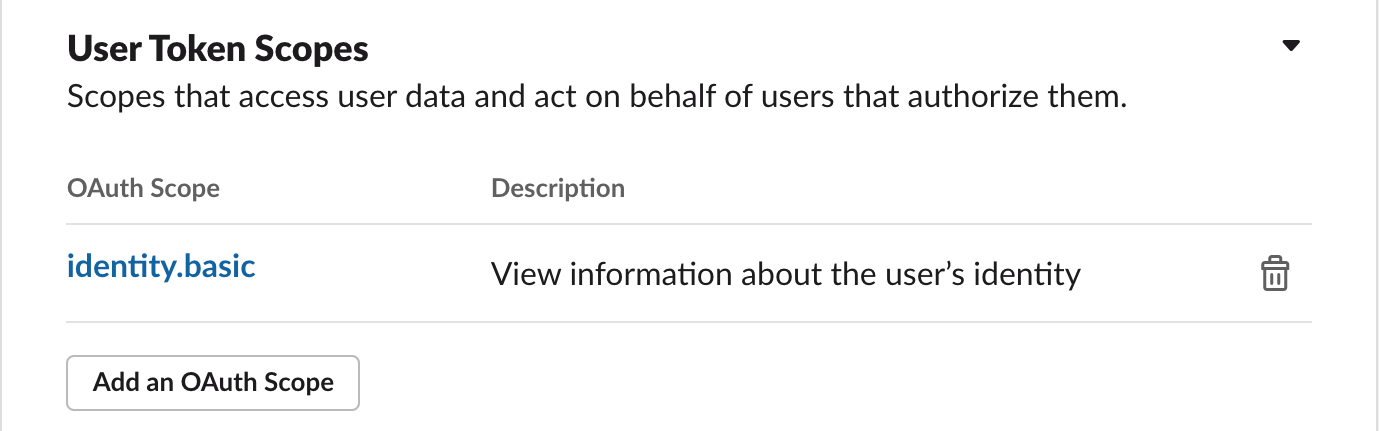 User Token Scopes
Scopes that access user data and act on behalf of users that authorize them.
OAuth Scope Description
identity.basic View information about the user’s identity
Add an OAuth Scope